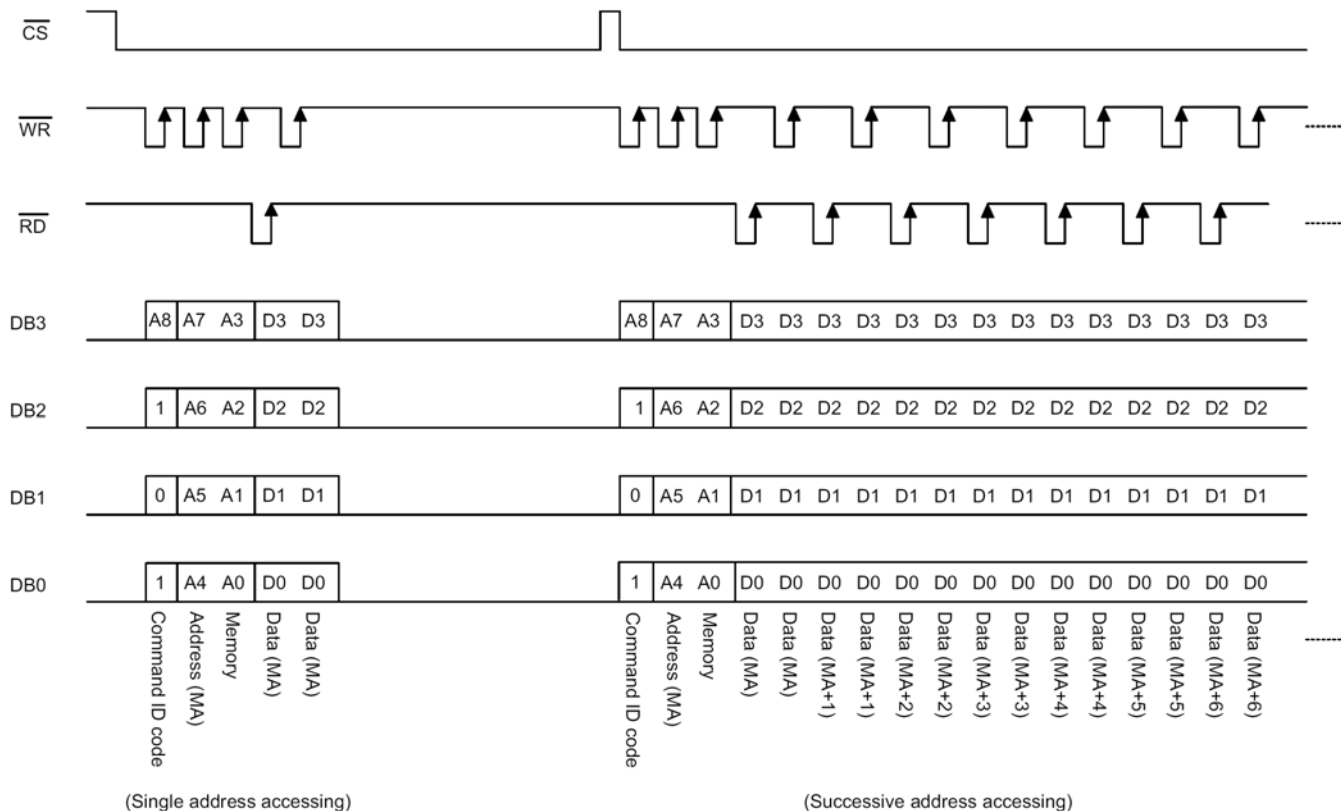 CS
WR
RD
DB3 A8 A7 A3 D3 D3 A8 A7 A3 D3 D3 D3 D3 D3 D3 D3 D3 D3 D3 D3 D3 D3 D3
DB2 1 A6 A2 D2 D2 1 A6 A2 D2 D2 D2 D2 D2 D2 D2 D2 D2 D2 D2 D2 D2 D2
DB1 0 A5 A1 D1 D1 0 A5 A1 D1 D1 D1 D1 D1 D1 D1 D1 D1 D1 D1 D1 D1 D1
DB0 1 A4 A0 D0 D0 1 A4 A0 D0 D0 D0 D0 D0 D0 D0 D0 D0 D0 D0 D0 D0 D0
Command ID code
Address (MA)
Memory
Data (MA)
Data (MA)
Command ID code
Address (MA)
Memory
Data (MA)
Data (MA)
Data (MA+1)
Data (MA+1)
Data (MA+2)
Data (MA+2)
Data (MA+3)
Data (MA+3)
Data (MA+4)
Data (MA+4)
Data (MA+5)
Data (MA+5)
Data (MA+6)
Data (MA+6)
(Single address accessing)
(Successive address accessing)